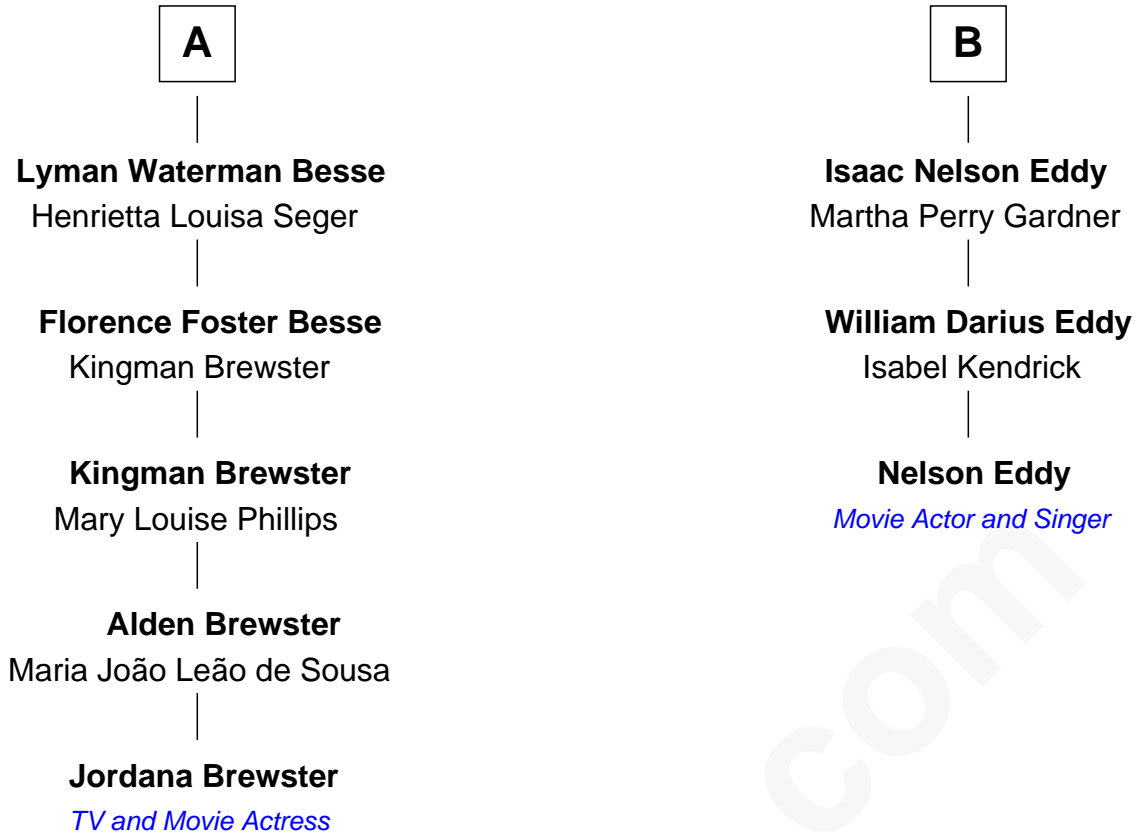 A
Lyman Waterman Besse
Henrietta Louisa Seger
Florence Foster Besse
Kingman Brewster
Kingman Brewster
Mary Louise Phillips
Alden Brewster
Maria João Leão de Sousa
Jordana Brewster
TV and Movie Actress
B
Isaac Nelson Eddy
Martha Perry Gardner
William Darius Eddy
Isabel Kendrick
Nelson Eddy
Movie Actor and Singer
com